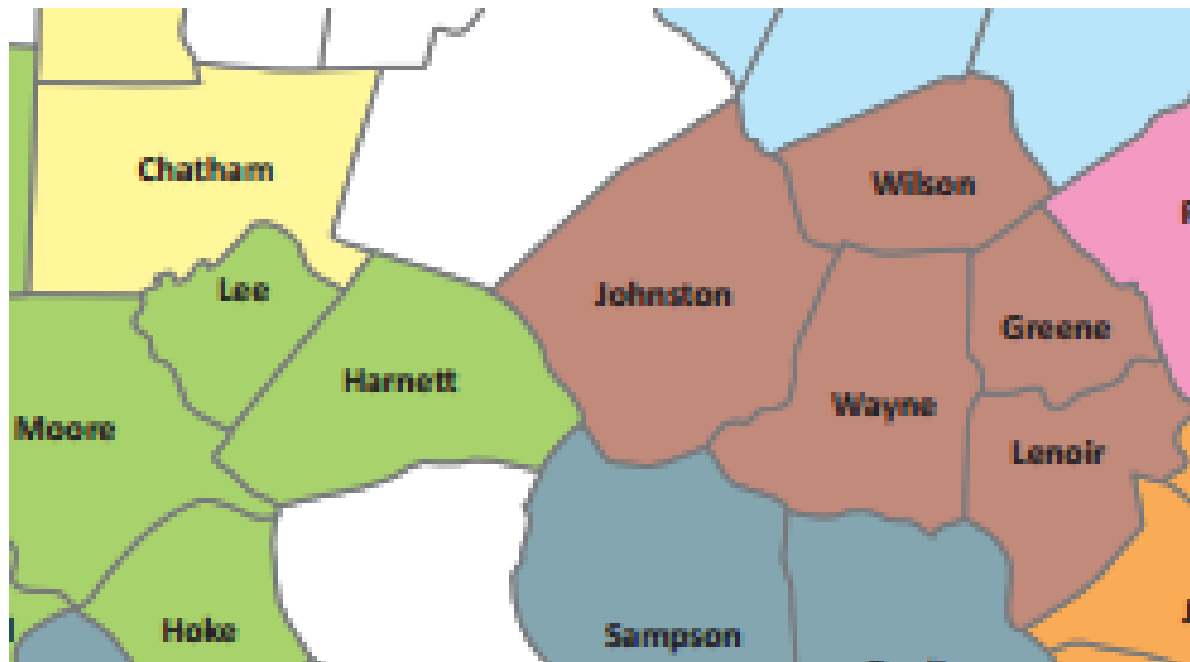 Chatham
Wilson
Lee
Johnston
Greene
Harnett
Wayne
Moore
Lenoir
Hoke
Sampson